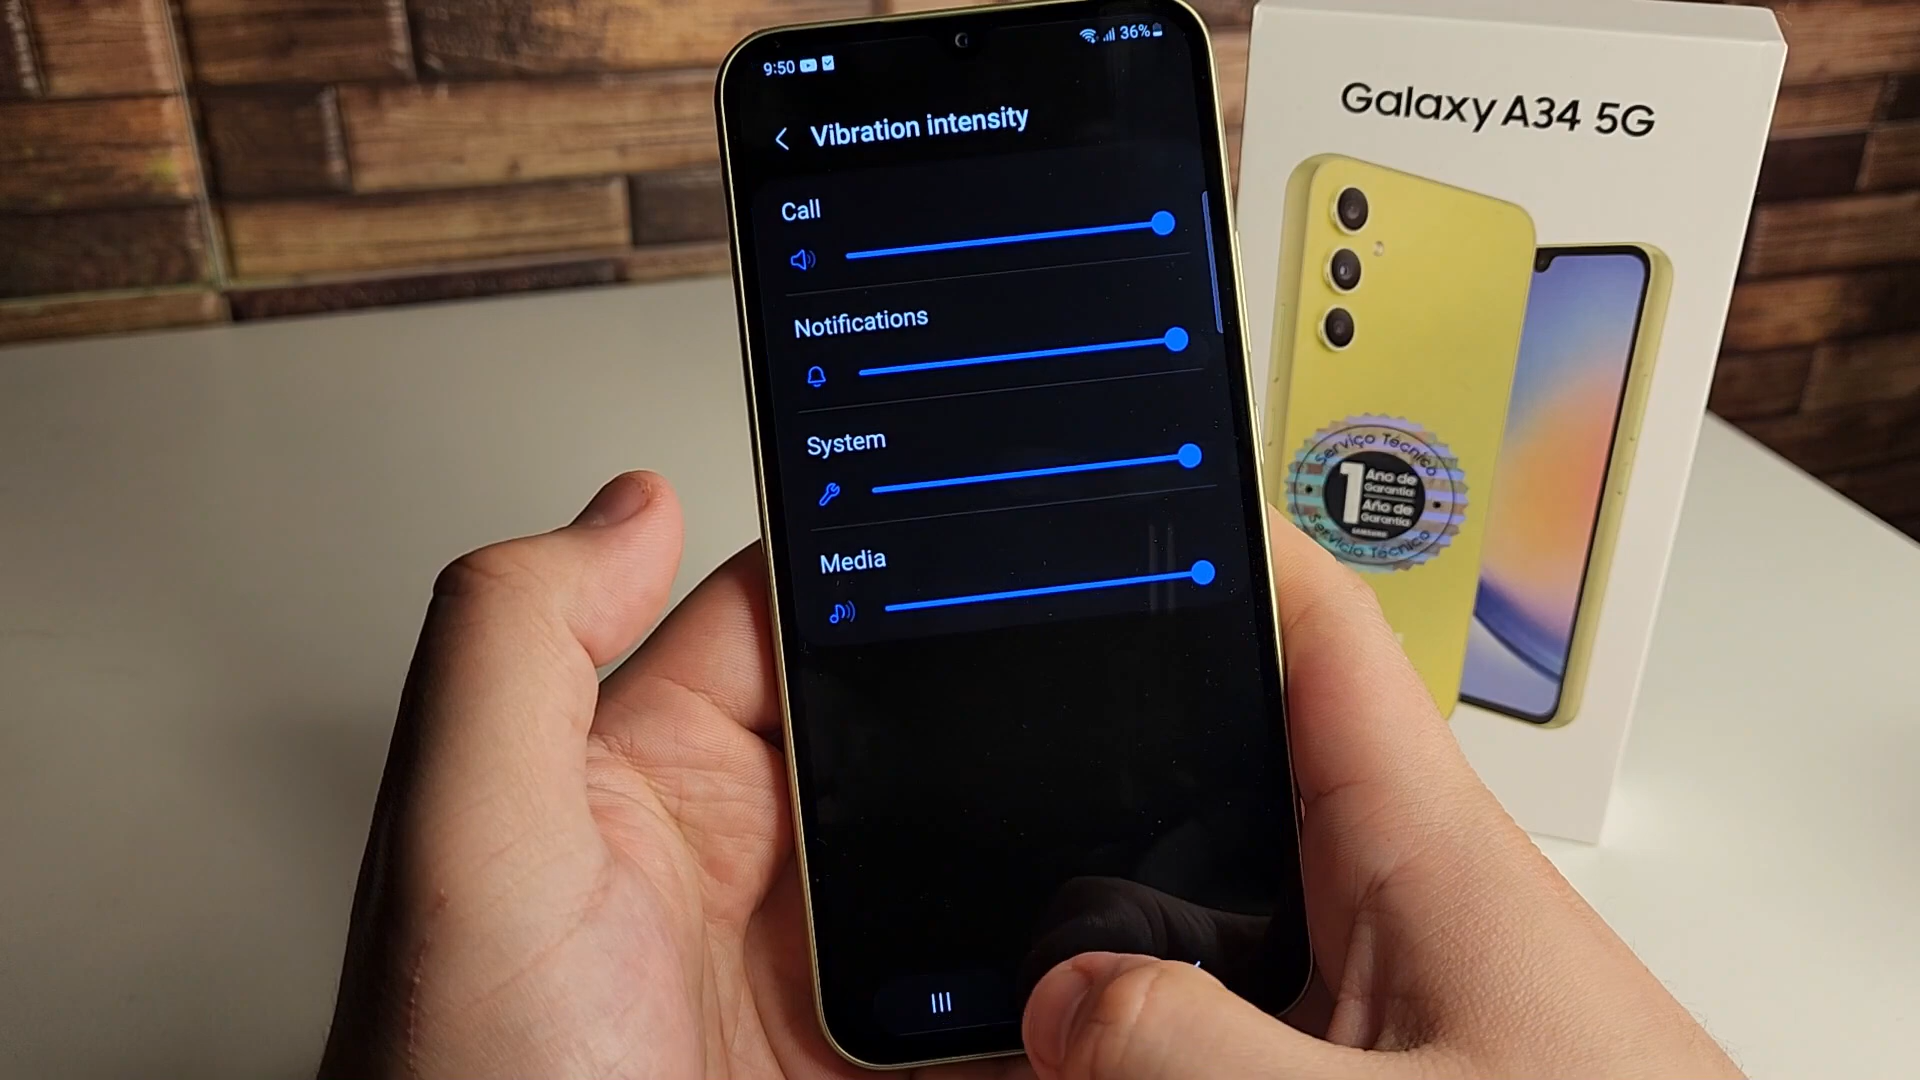 9:50
36%
Vibration intensity
Call
Notifications
System
Media
Galaxy A34 5G
Serviço Técnico
1 Ano de
Garantia
Año de
Garantía
SAMSUNG
Servicio Técnico